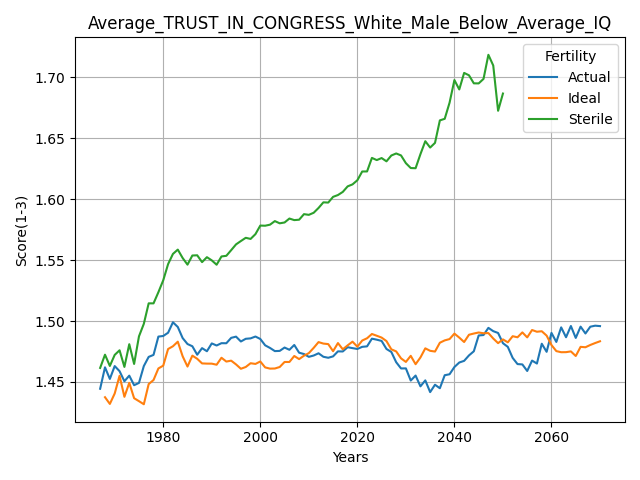 Average_TRUST_IN_CONGRESS_White_Male_Below_Average_IQ
Fertility
Actual
Ideal
Sterile
Score(1-3)
1.70
1.65
1.60
1.55
1.50
1.45
1980
2000
2020
2040
2060
Years